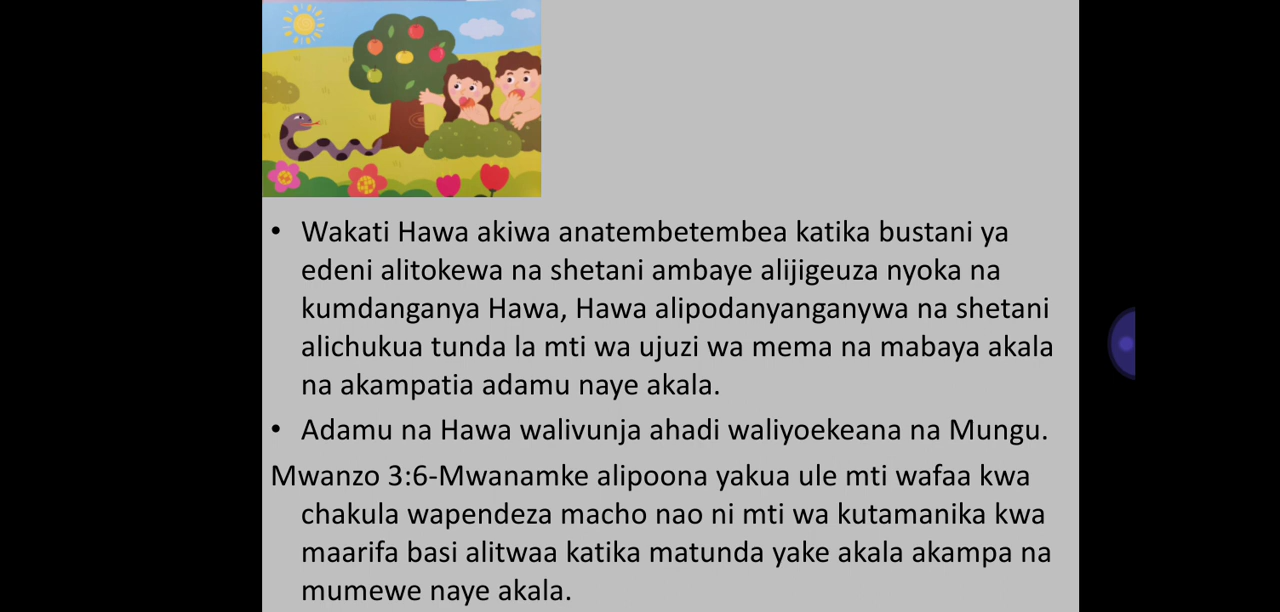 • Wakati Hawa akiwa anatembetembea katika bustani ya
edeni alitokewa na shetani ambaye alijigeuza nyoka na
kumdanganya Hawa, Hawa alipodanyanganywa na shetani
alichukua tunda la mti wa ujuzi wa mema na mabaya akala
na akampatia adamu naye akala.
• Adamu na Hawa walivunja ahadi waliyoekeana na Mungu.
Mwanzo 3:6-Mwanamke alipoona yakua ule mti wafaa kwa
chakula wapendeza macho nao ni mti wa kutamanika kwa
maarifa basi alitwaa katika matunda yake akala akampa na
mumewe naye akala.